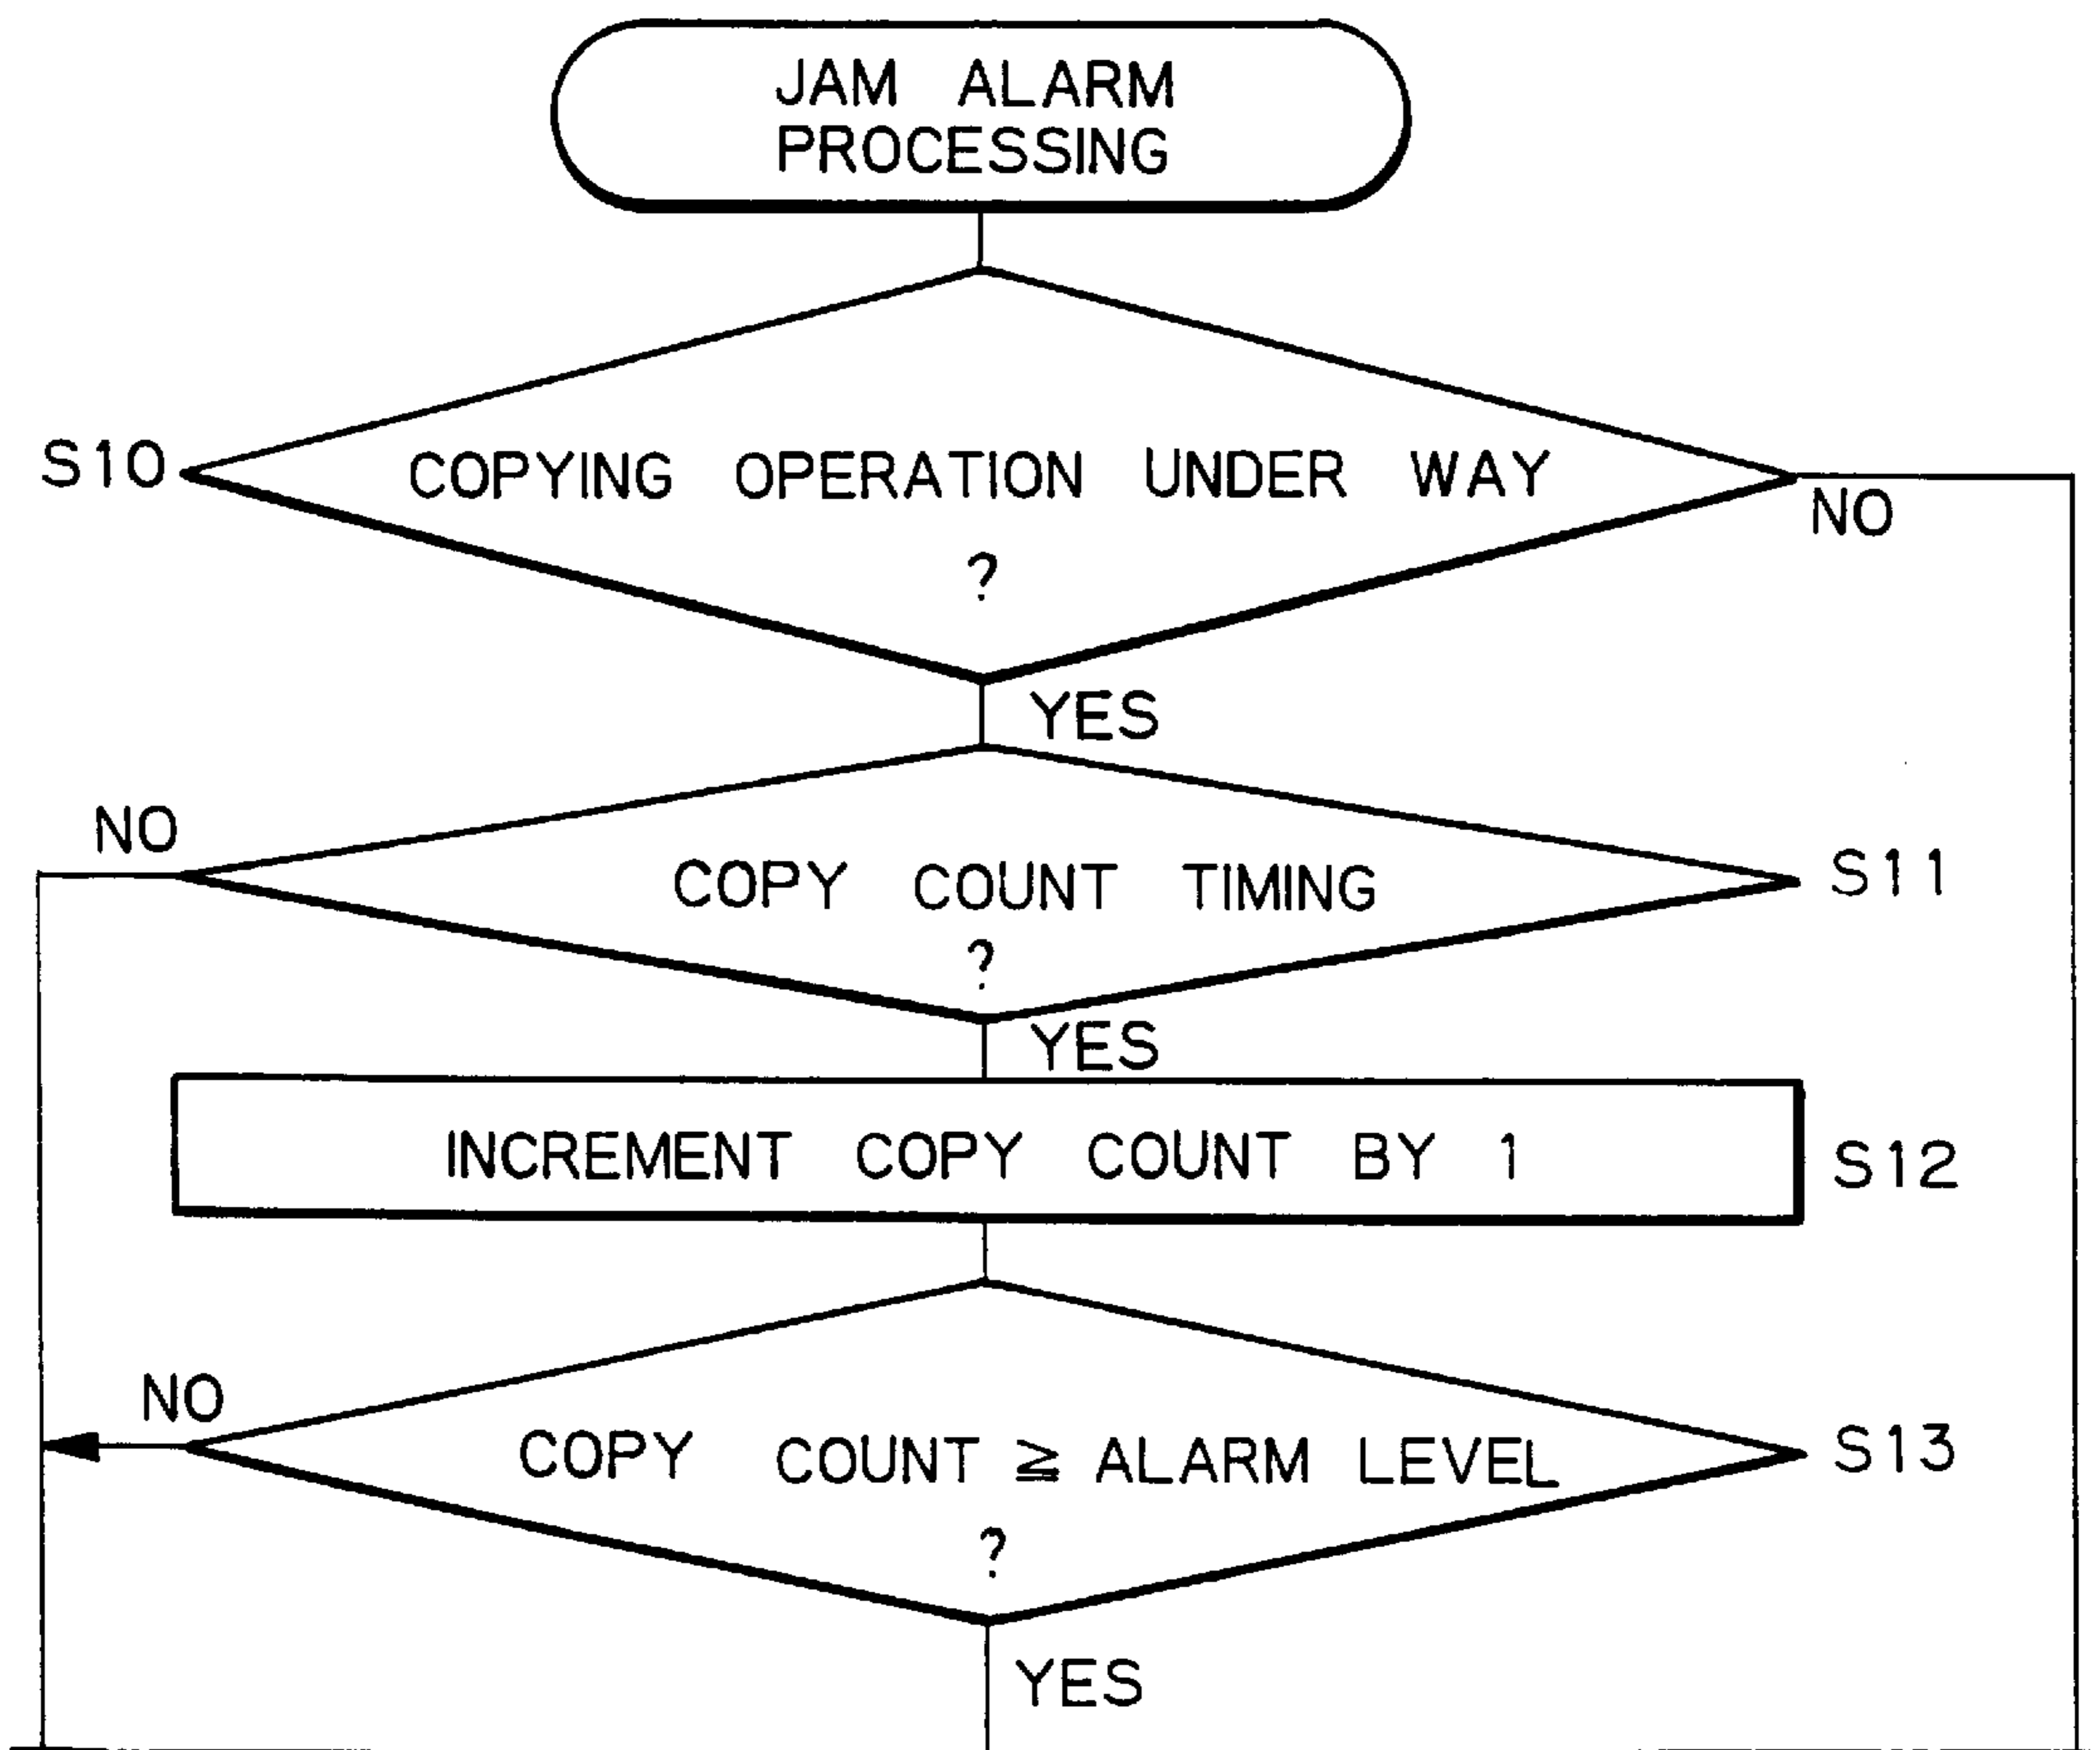 JAM ALARM
PROCESSING
S10
COPYING OPERATION UNDER WAY
?
NO
YES
NO
COPY COUNT TIMING
?
S11
YES
INCREMENT COPY COUNT BY 1
S12
NO
COPY COUNT ≧ ALARM LEVEL
?
S13
YES